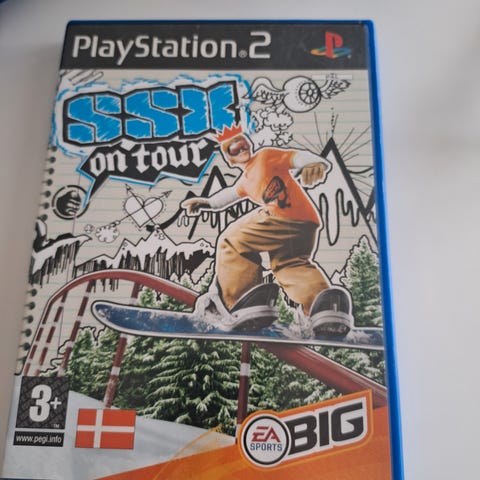 PlayStation®2
SSX
on tour
3+
www.pegi.info
EA
SPORTS
BIG